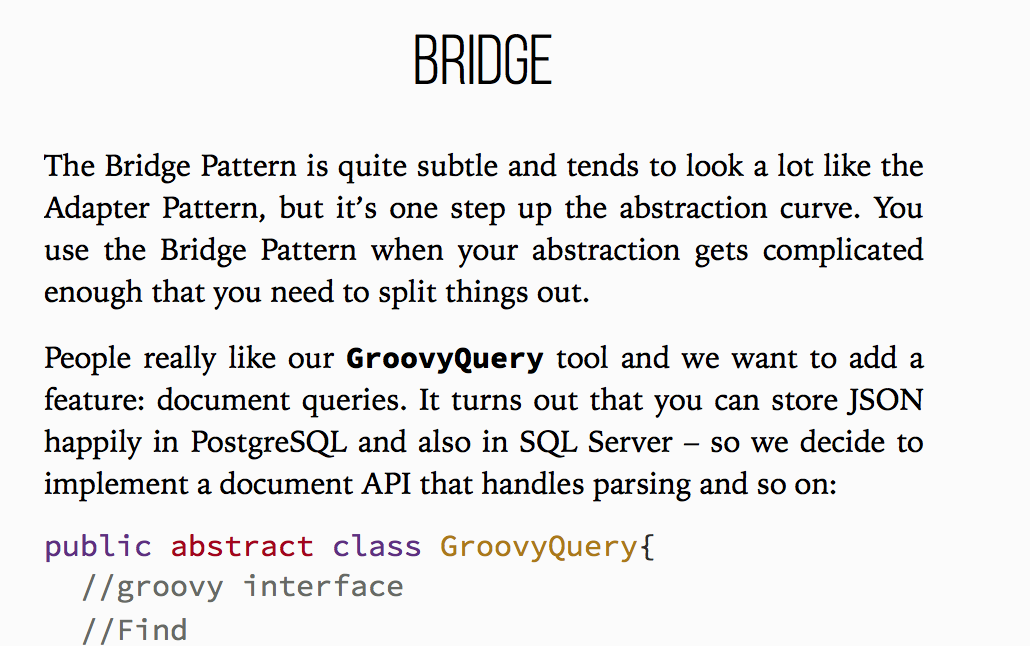 BRIDGE
The Bridge Pattern is quite subtle and tends to look a lot like the
Adapter Pattern, but it’s one step up the abstraction curve. You
use the Bridge Pattern when your abstraction gets complicated
enough that you need to split things out.
People really like our GroovyQuery tool and we want to add a
feature: document queries. It turns out that you can store JSON
happily in PostgreSQL and also in SQL Server – so we decide to
implement a document API that handles parsing and so on:
public abstract class GroovyQuery{
//groovy interface
//Find